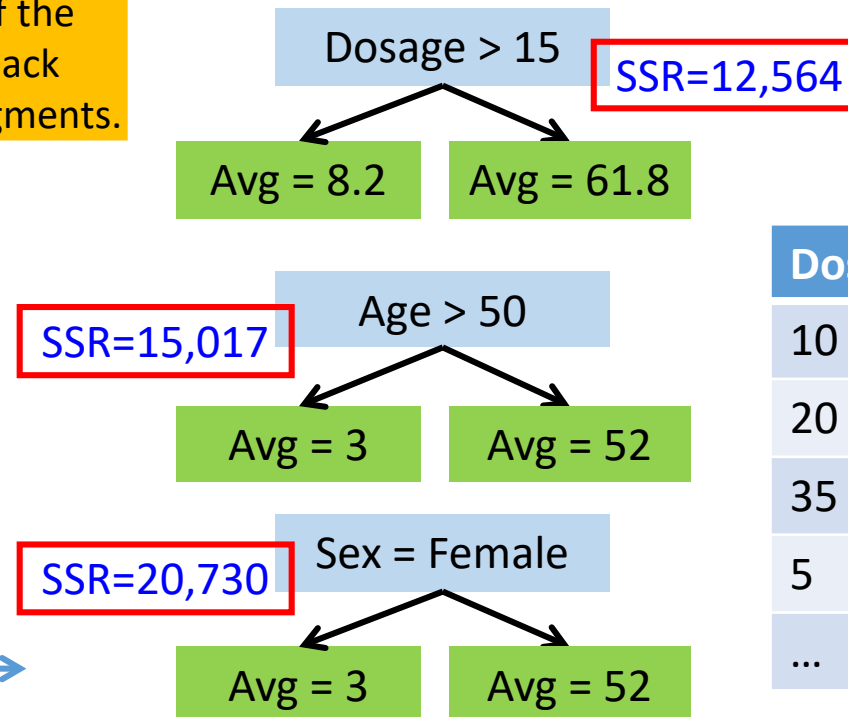 f the
ack
gments.
Dosage > 15
SSR=12,564
Avg = 8.2
Avg = 61.8
Age > 50
SSR=15,017
Avg = 3
Avg = 52
Sex = Female
SSR=20,730
Avg = 3
Avg = 52
Dos
10
20
35
5
…